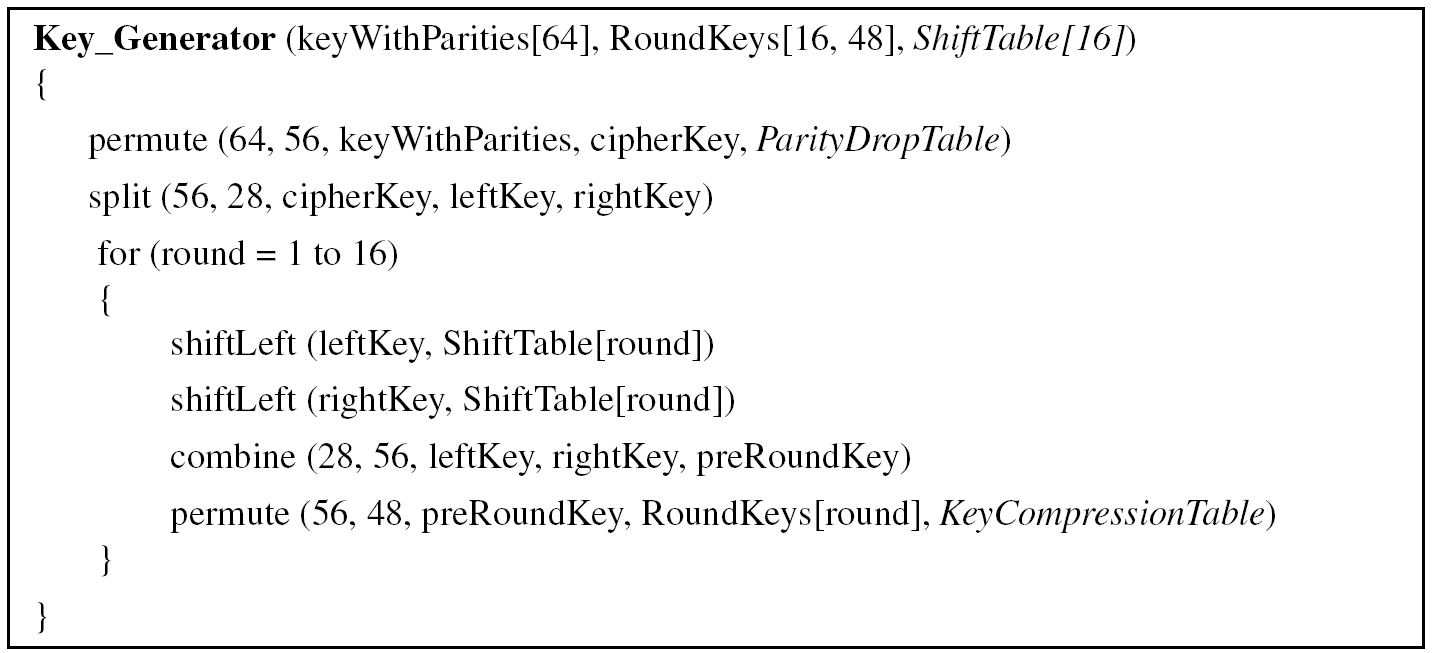 Key_Generator (keyWithParities[64], RoundKeys[16, 48], ShiftTable[16])
{
permute (64, 56, keyWithParities, cipherKey, ParityDropTable)
split (56, 28, cipherKey, leftKey, rightKey)
for (round = 1 to 16)
{
shiftLeft (leftKey, ShiftTable[round])
shiftLeft (rightKey, ShiftTable[round])
combine (28, 56, leftKey, rightKey, preRoundKey)
permute (56, 48, preRoundKey, RoundKeys[round], KeyCompressionTable)
}
}